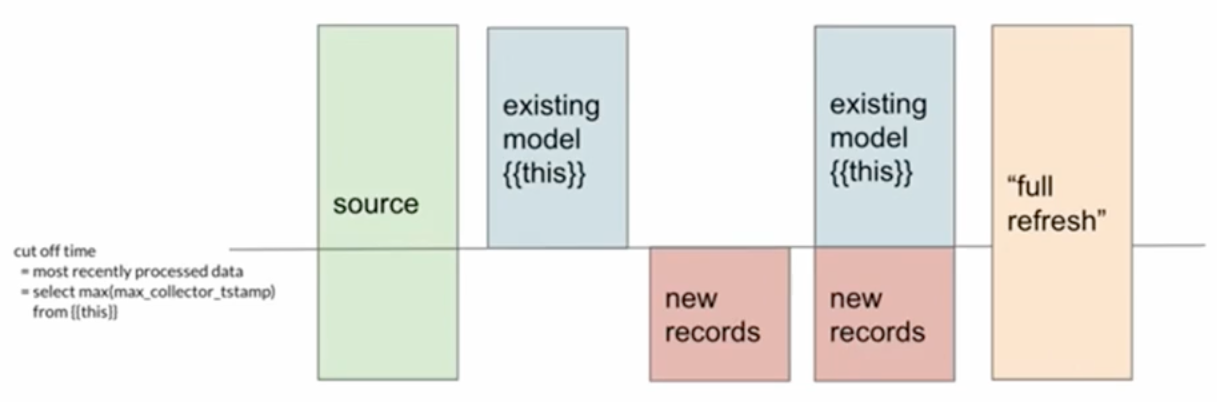 source
existing
model
{{this}}
new
records
existing
model
{{this}}
new
records
“full
refresh”
cut off time
= most recently processed data
= select max(max_collector_tstamp)
from {{this}}